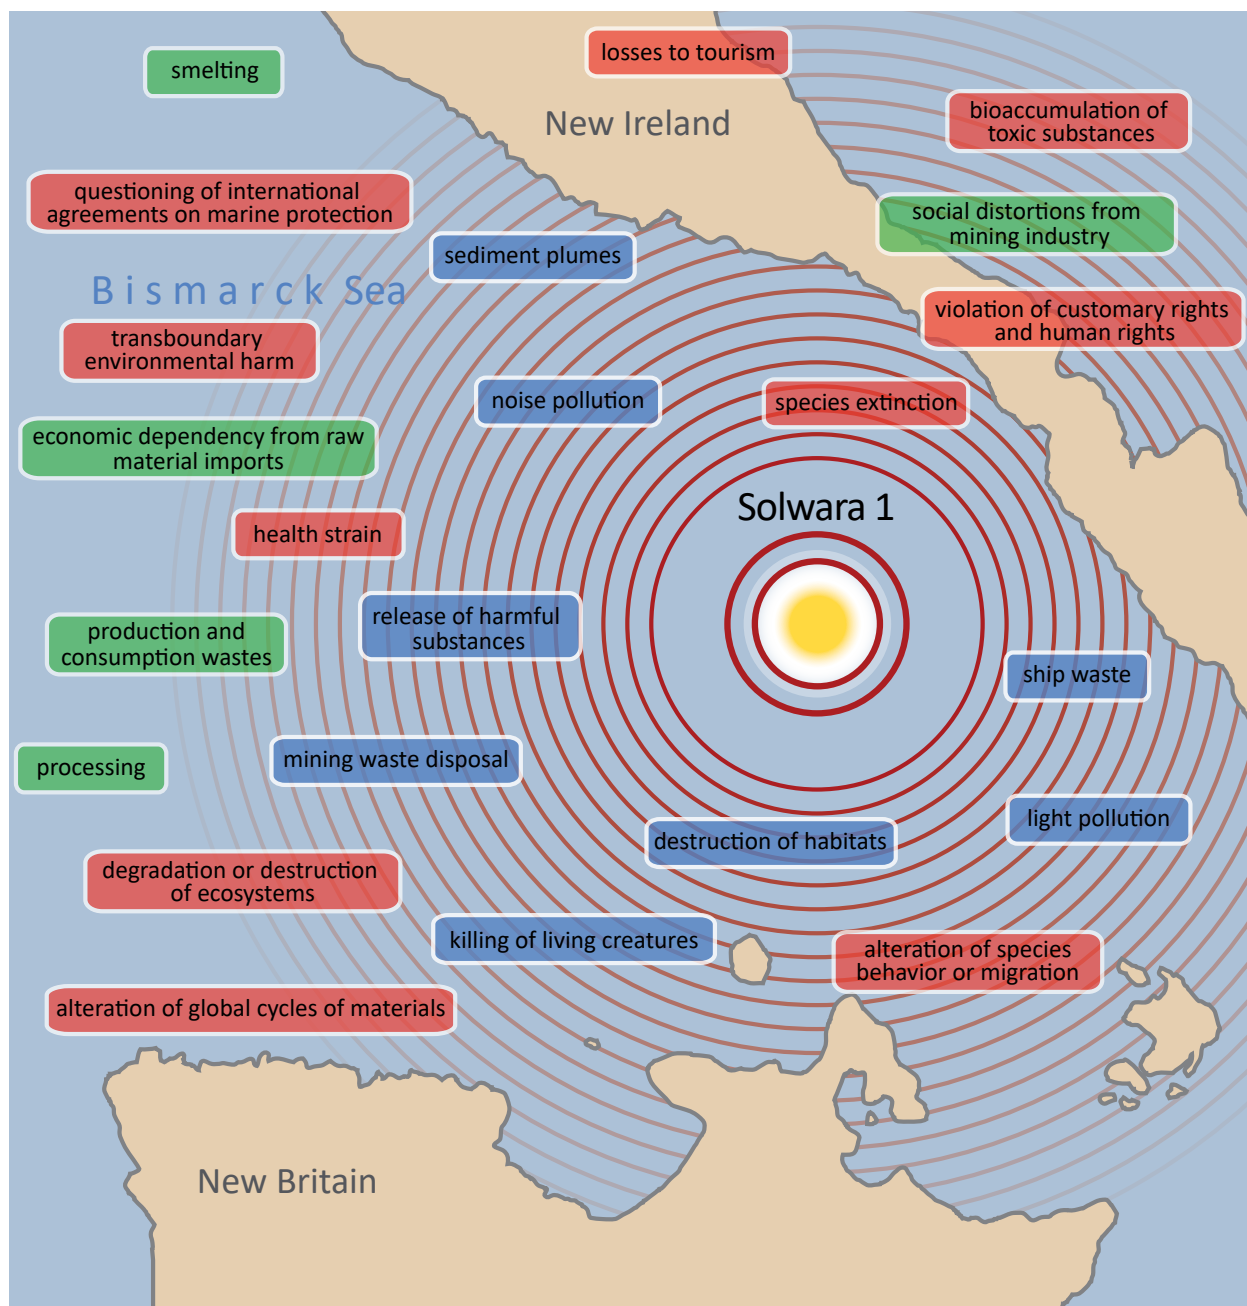 losses to tourism
smelting
New Ireland
bioaccumulation of
toxic substances
questioning of international
agreements on marine protection
social distortions from
mining industry
sediment plumes
Bismarck Sea
violation of customary rights
and human rights
transboundary
environmental harm
noise pollution
species extinction
economic dependency from raw
material imports
Solwara 1
health strain
release of harmful
substances
production and
consumption wastes
ship waste
mining waste disposal
processing
light pollution
destruction of habitats
degradation or destruction
of ecosystems
killing of living creatures
alteration of species
behavior or migration
alteration of global cycles of materials
New Britain